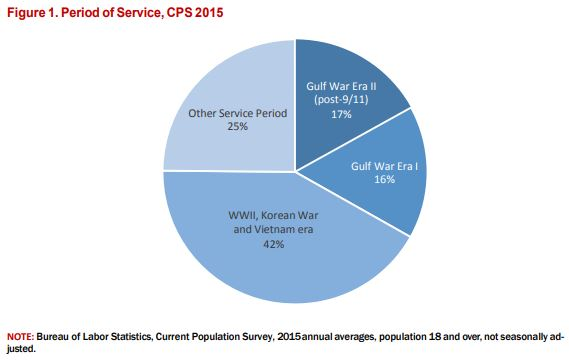 Figure 1. Period of Service, CPS 2015
Gulf War Era II
(post-9/11)
17%
Gulf War Era I
16%
WWII, Korean War
and Vietnam era
42%
Other Service Period
25%
NOTE: Bureau of Labor Statistics, Current Population Survey, 2015 annual averages, population 18 and over, not seasonally ad-
justed.